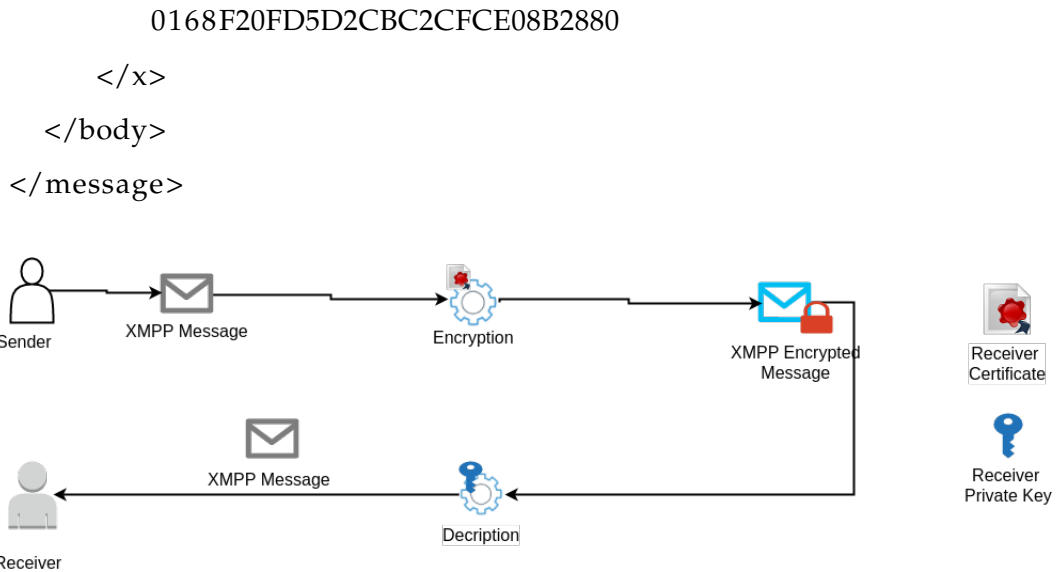 0168F20FD5D2CBC2CFCE08B2880
</x>
</body>
</message>
Sender
XMPP Message
Encryption
XMPP Encrypted
Message
Receiver
Certificate
XMPP Message
Receiver
Private Key
Decription
Receiver